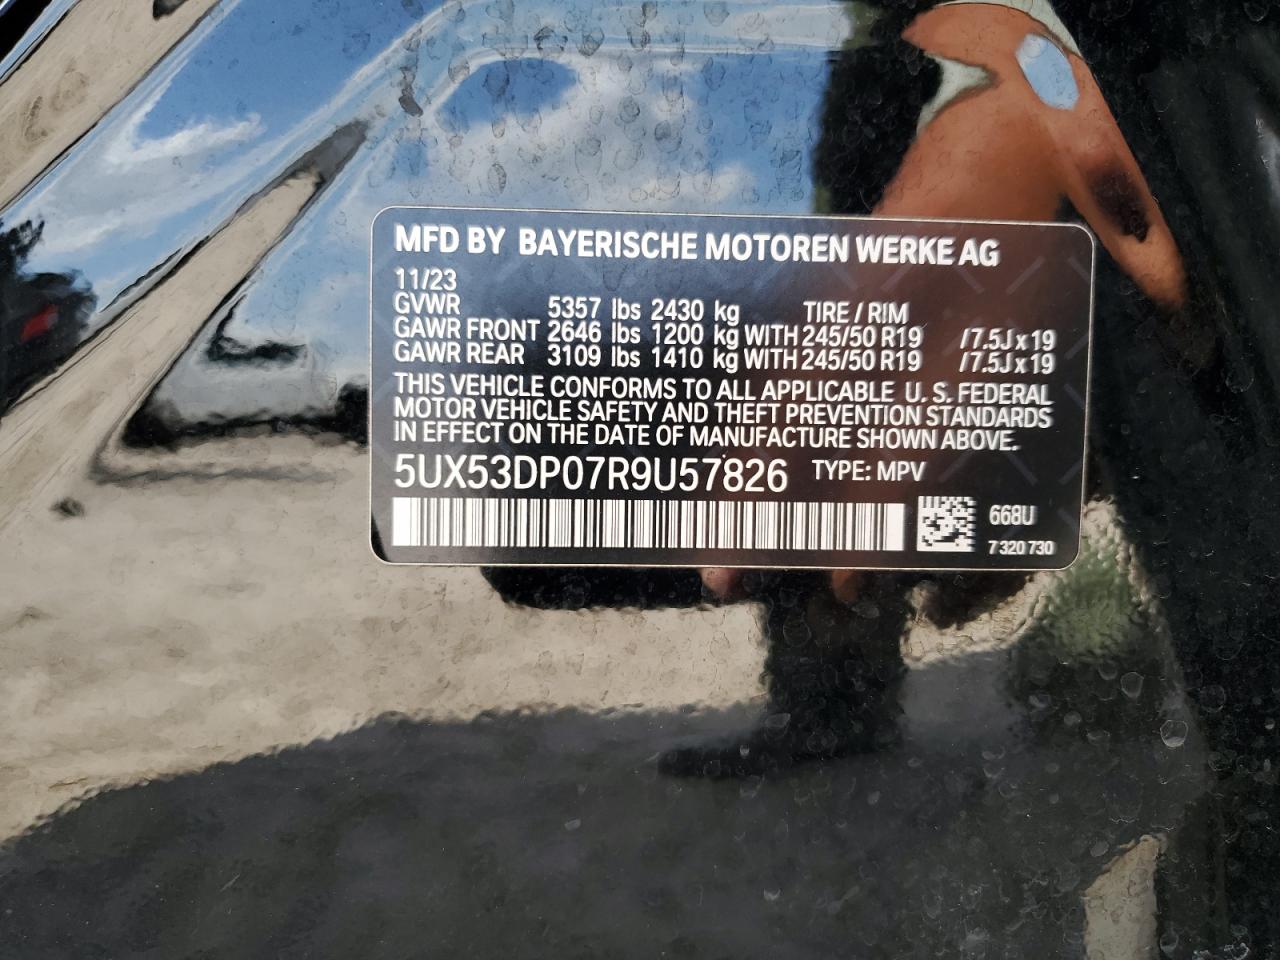 MFD BY BAYERISCHE MOTOREN WERKE AG
11/23
GVWR 5357 lbs 2430 kg TIRE / RIM
GAWR FRONT 2646 lbs 1200 kg WITH 245/50 R19 /7.5J x 19
GAWR REAR 3109 lbs 1410 kg WITH 245/50 R19 /7.5J x 19
THIS VEHICLE CONFORMS TO ALL APPLICABLE U. S. FEDERAL
MOTOR VEHICLE SAFETY AND THEFT PREVENTION STANDARDS
IN EFFECT ON THE DATE OF MANUFACTURE SHOWN ABOVE.
5UX53DP07R9U57826 TYPE: MPV
668U
7 320 730